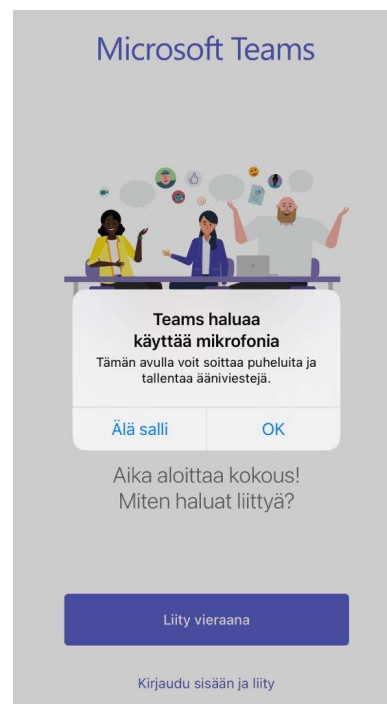 Microsoft Teams
Teams haluaa
käyttää mikrofonia
Tämän avulla voit soittaa puheluita ja
tallentaa ääniviestejä.
Älä salli
OK
Aika aloittaa kokous!
Miten haluat liittyä?
Liity vieraana
Kirjaudu sisään ja liity